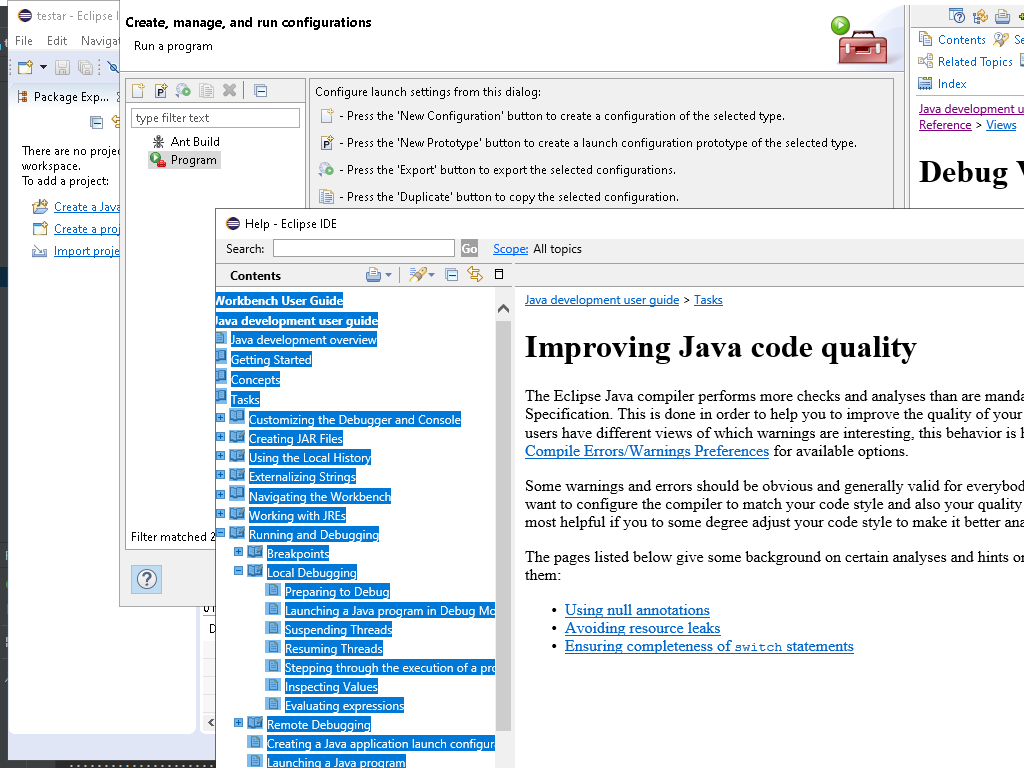 testar - Eclipse I
File Edit Navigat
Package Exp...
There are no proje
workspace.
To add a project:
Create a Java
Create a proj
Import proje
Create, manage, and run configurations
Run a program
type filter text
Ant Build
Program
Filter matched 2
Configure launch settings from this dialog:
- Press the 'New Configuration' button to create a configuration of the selected type.
- Press the 'New Prototype' button to create a launch configuration prototype of the selected type.
- Press the 'Export' button to export the selected configurations.
- Press the 'Duplicate' button to copy the selected configuration.
Contents Se
Related Topics
Index
Java development u
Reference > Views
Debug V
Help - Eclipse IDE
Search: Go Scope: All topics
Contents
Workbench User Guide
Java development user guide
Java development overview
Getting Started
Concepts
Tasks
Customizing the Debugger and Console
Creating JAR Files
Using the Local History
Externalizing Strings
Navigating the Workbench
Working with JREs
Running and Debugging
Breakpoints
Local Debugging
Preparing to Debug
Launching a Java program in Debug Mo
Suspending Threads
Resuming Threads
Stepping through the execution of a pro
Inspecting Values
Evaluating expressions
Remote Debugging
Creating a Java application launch configura
Launching a Java program
Java development user guide > Tasks
Improving Java code quality
The Eclipse Java compiler performs more checks and analyses than are manda
Specification. This is done in order to help you to improve the quality of your
users have different views of which warnings are interesting, this behavior is h
Compile Errors/Warnings Preferences for available options.
Some warnings and errors should be obvious and generally valid for everybod
want to configure the compiler to match your code style and also your quality
most helpful if you to some degree adjust your code style to make it better ana
The pages listed below give some background on certain analyses and hints on
them:
• Using null annotations
• Avoiding resource leaks
• Ensuring completeness of switch statements